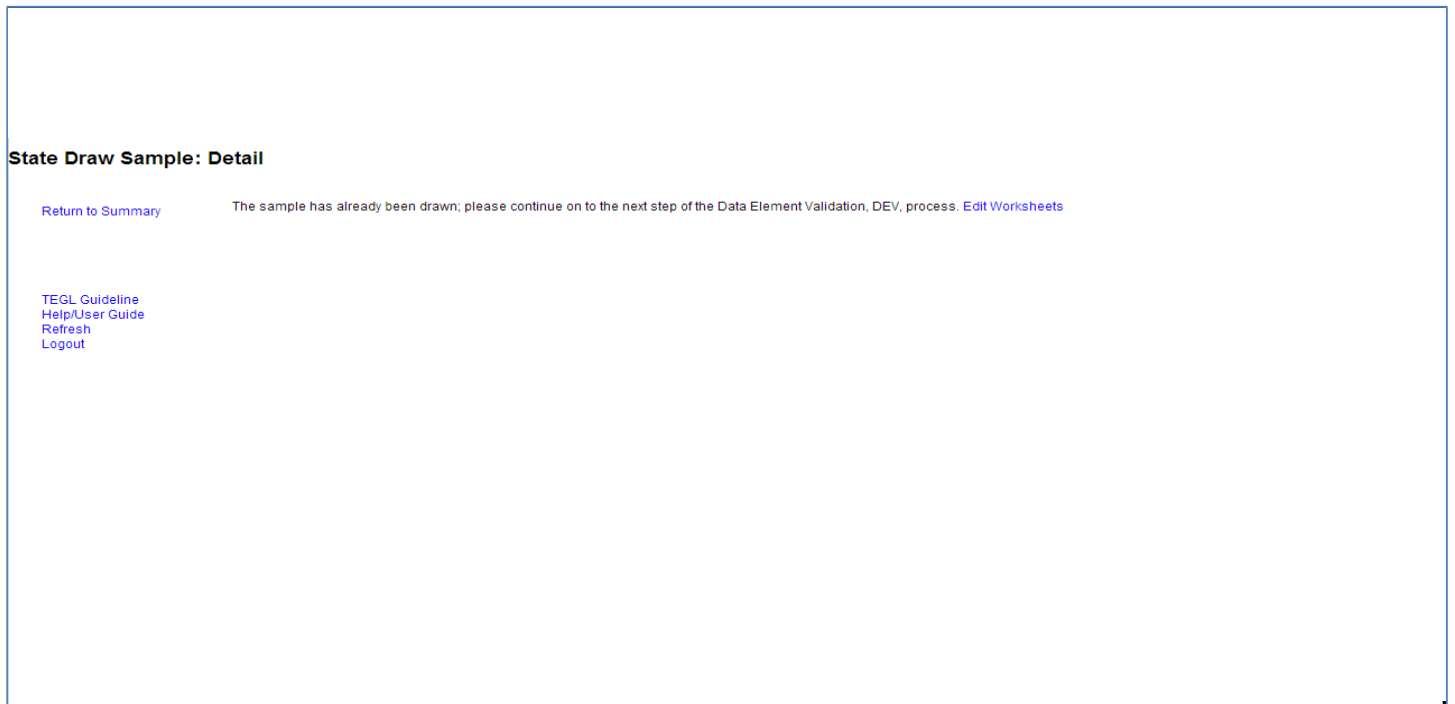 State Draw Sample: Detail
Return to Summary
The sample has already been drawn; please continue on to the next step of the Data Element Validation, DEV, process. Edit Worksheets
TEGL Guideline
Help/User Guide
Refresh
Logout